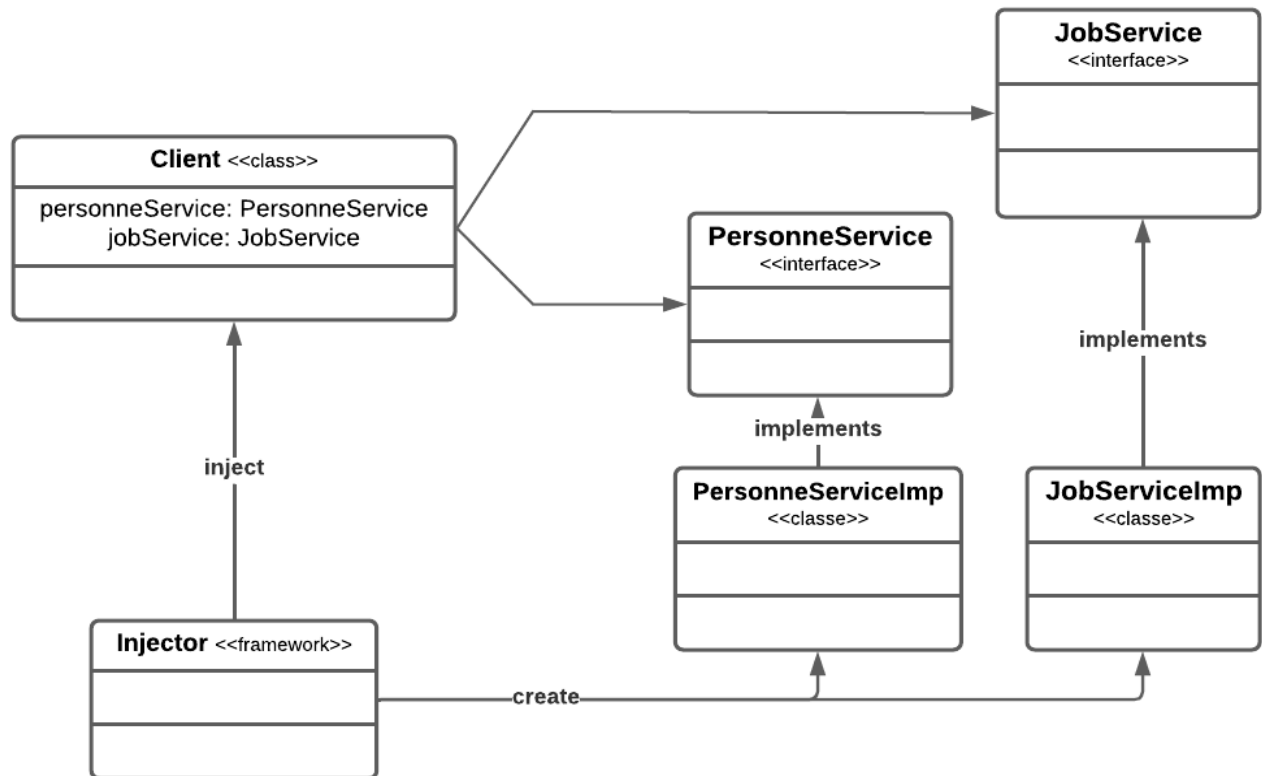 JobService
<<interface>>
Client <<class>>
personneService: PersonneService
jobService: JobService
PersonneService
<<interface>>
implements
implements
inject
PersonneServiceImp
<<classe>>
JobServiceImp
<<classe>>
Injector <<framework>>
create